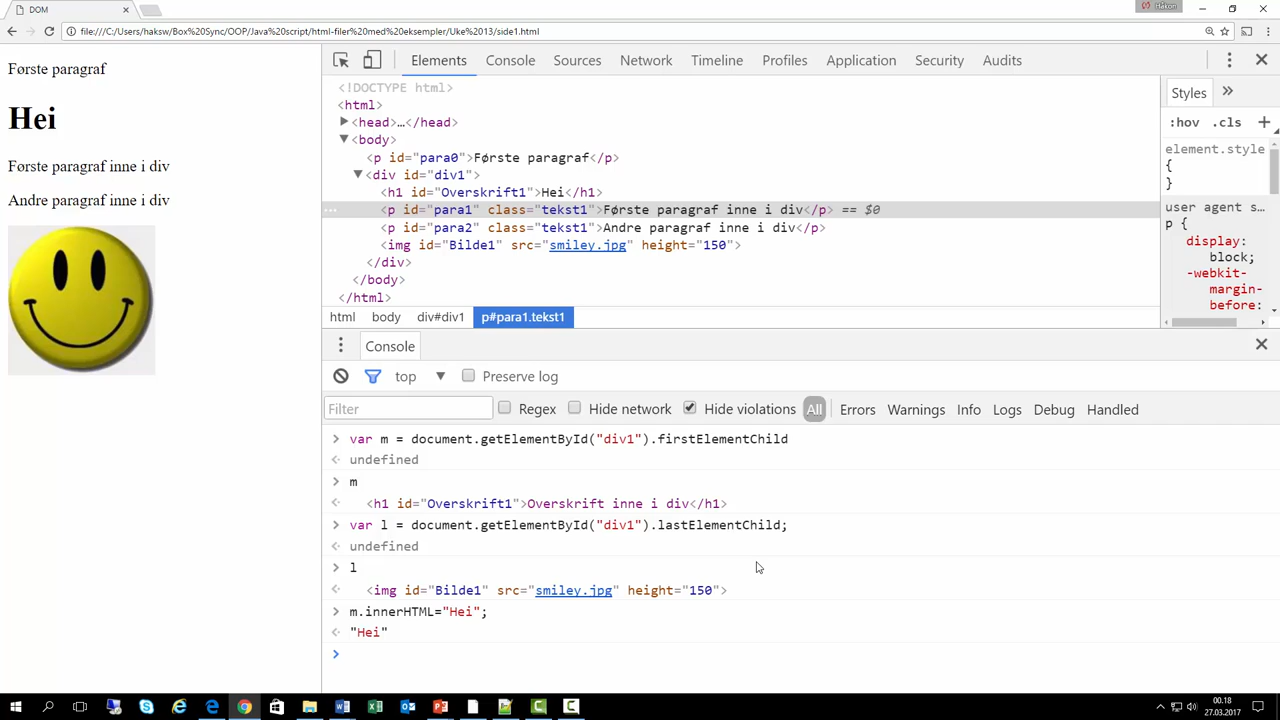 DOM
Håkon
file:///C:/Users/haksw/Box%20Sync/OOP/Java%20script/html-filer%20med%20eksempler/Uke%2013/side1.html
Første paragraf
Hei
Første paragraf inne i div
Andre paragraf inne i div
Elements Console Sources Network Timeline Profiles Application Security Audits
<!DOCTYPE html>
<html>
<head>…</head>
<body>
<p id="para0">Første paragraf</p>
<div id="div1">
<h1 id="Overskrift1">Hei</h1>
... <p id="para1" class="tekst1">Første paragraf inne i div</p> == $0
<p id="para2" class="tekst1">Andre paragraf inne i div</p>
<img id="Bilde1" src="smiley.jpg" height="150">
</div>
</body>
</html>
html body div#div1 p#para1.tekst1
Styles »
:hov .cls +
element.style
{
}
user agent s…
p {
display:
block;
-webkit-
margin-
before:
Console
top Preserve log
Filter Regex Hide network Hide violations All Errors Warnings Info Logs Debug Handled
> var m = document.getElementById("div1").firstElementChild
undefined
> m
<h1 id="Overskrift1">Overskrift inne i div</h1>
> var l = document.getElementById("div1").lastElementChild;
undefined
> l
<img id="Bilde1" src="smiley.jpg" height="150">
> m.innerHTML="Hei";
"Hei"
>
00.18
27.03.2017